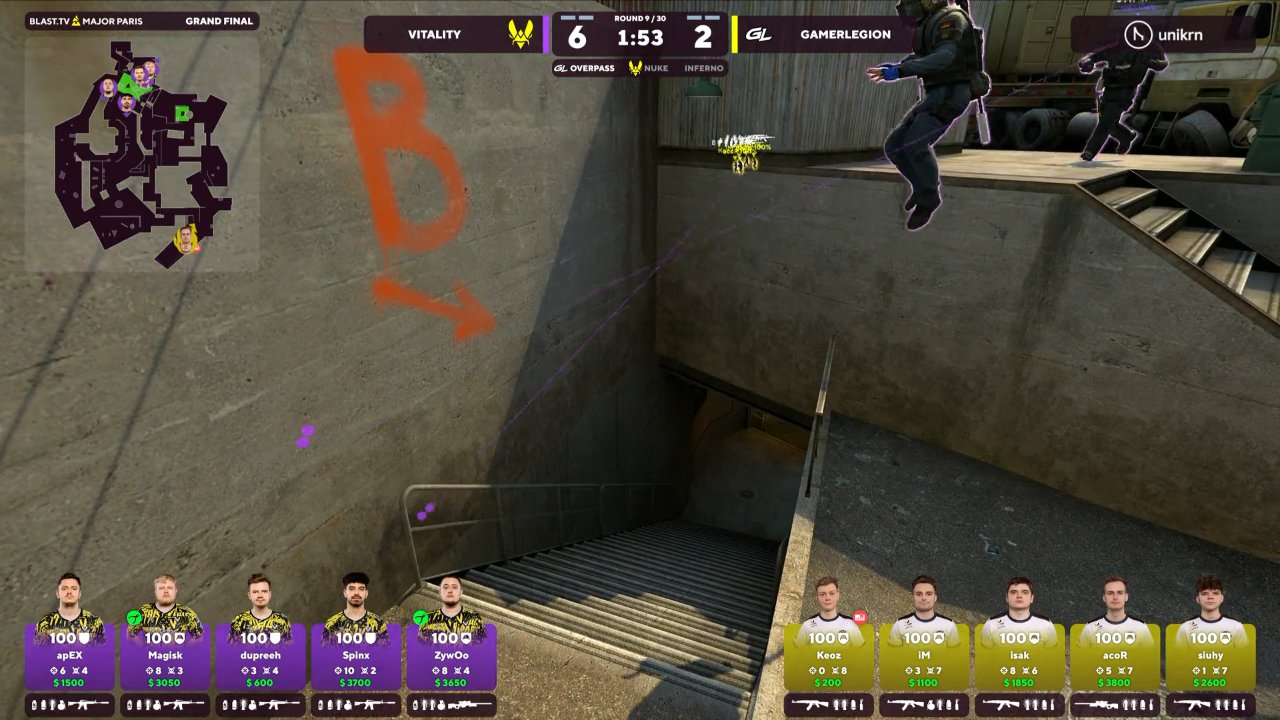 BLAST.TV MAJOR PARIS GRAND FINAL
VITALITY 6 ROUND 9 / 30 1:53 2 GL GAMERLEGION
unikrn
GL OVERPASS NUKE INFERNO
B
100 100 100 100 100 100 100 100 100 100
apEX Magisk dupreeh Spinx ZywOo Keoz iM isak acoR siuhy
6 4 8 3 3 4 10 2 8 4 0 8 3 7 8 6 5 7 1 7
$1500 $3050 $600 $3700 $3650 $200 $1100 $1850 $3800 $2600